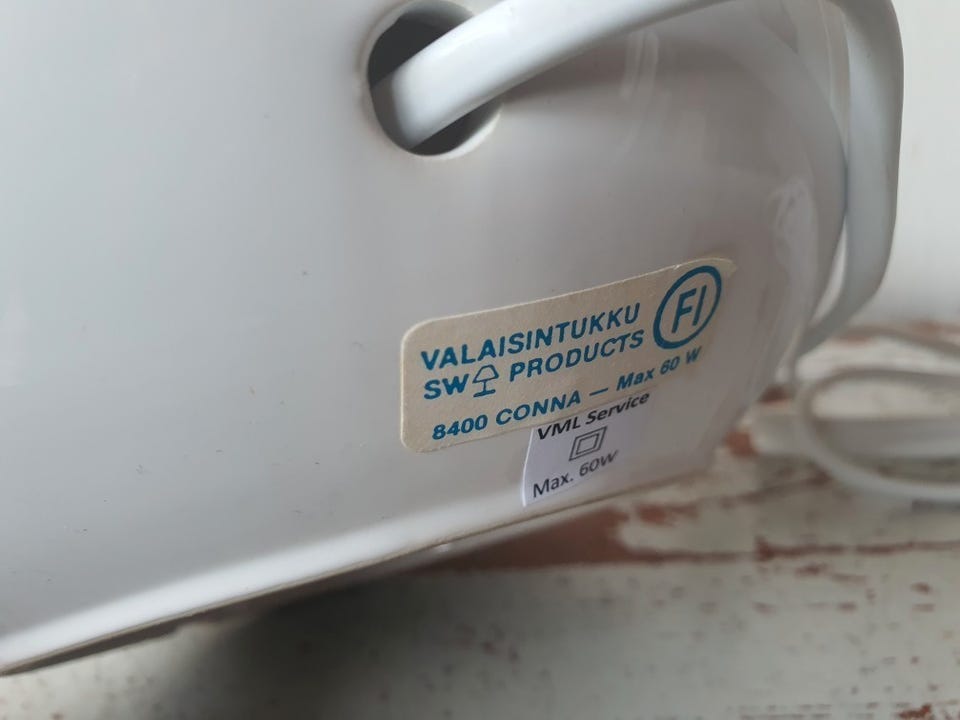 VALAISINTUKKU FI
SW PRODUCTS
8400 CONNA — Max 60 W
VML Service
Max. 60W